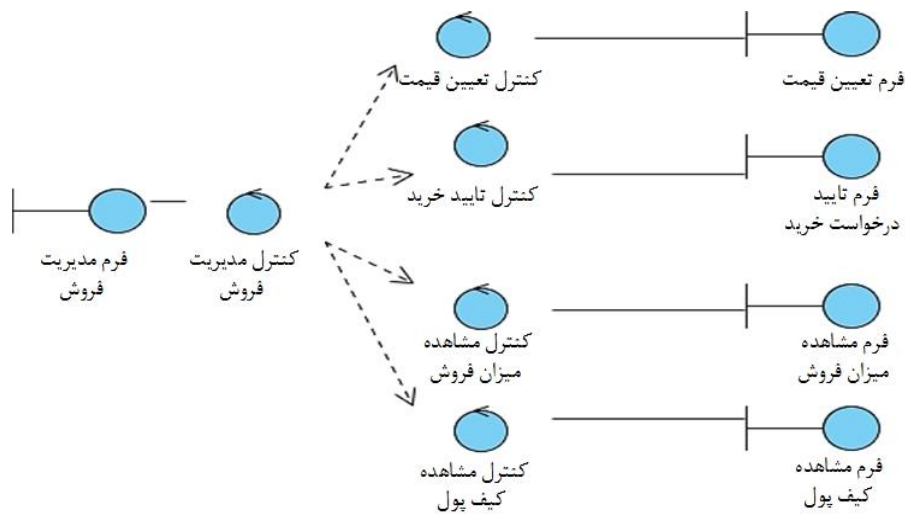 کنترل تعیین قیمت
فرم تعیین قیمت
کنترل تایید خرید
فرم تایید
درخواست خرید
فرم مدیریت
فروش
کنترل مدیریت
فروش
کنترل مشاهده
میزان فروش
فرم مشاهده
میزان فروش
کنترل مشاهده
کیف پول
فرم مشاهده
کیف پول